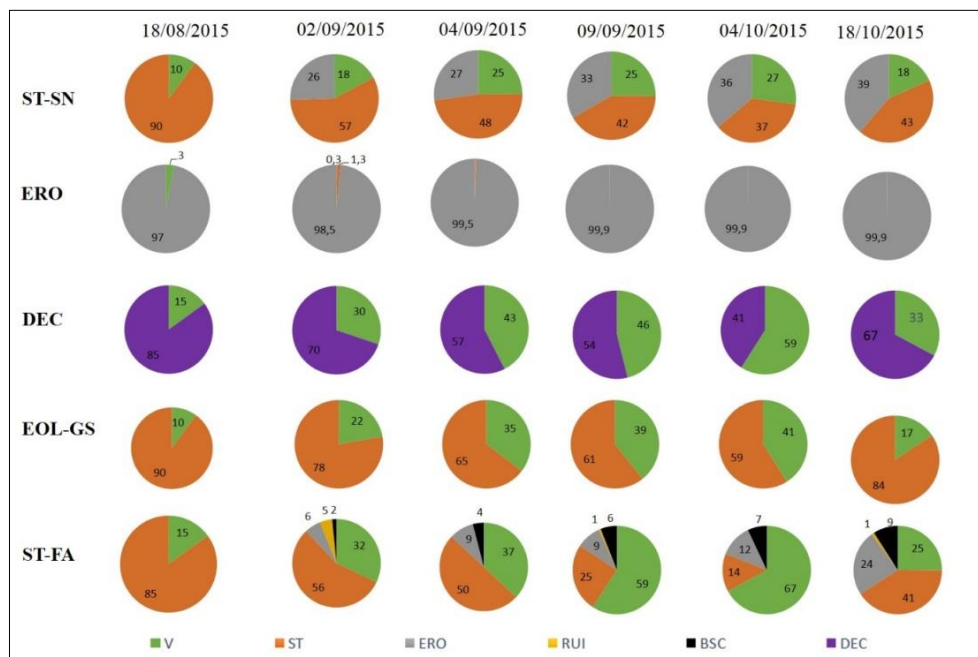 18/08/2015 02/09/2015 04/09/2015 09/09/2015 04/10/2015 18/10/2015
ST-SN
10 90
26 18 57
27 25 48
33 25 42
36 27 37
39 18 43
ERO
3 97
0,3 1,3 98,5
99,5
99,9
99,9
99,9
DEC
15 85
30 70
43 57
46 54
41 59
33 67
EOL-GS
10 90
22 78
35 65
39 61
41 59
17 84
ST-FA
15 85
6 5 2 32 56
4 9 37 50
1 6 9 25 59
7 12 14 67
1 9 24 25 41
V ST ERO RUI BSC DEC